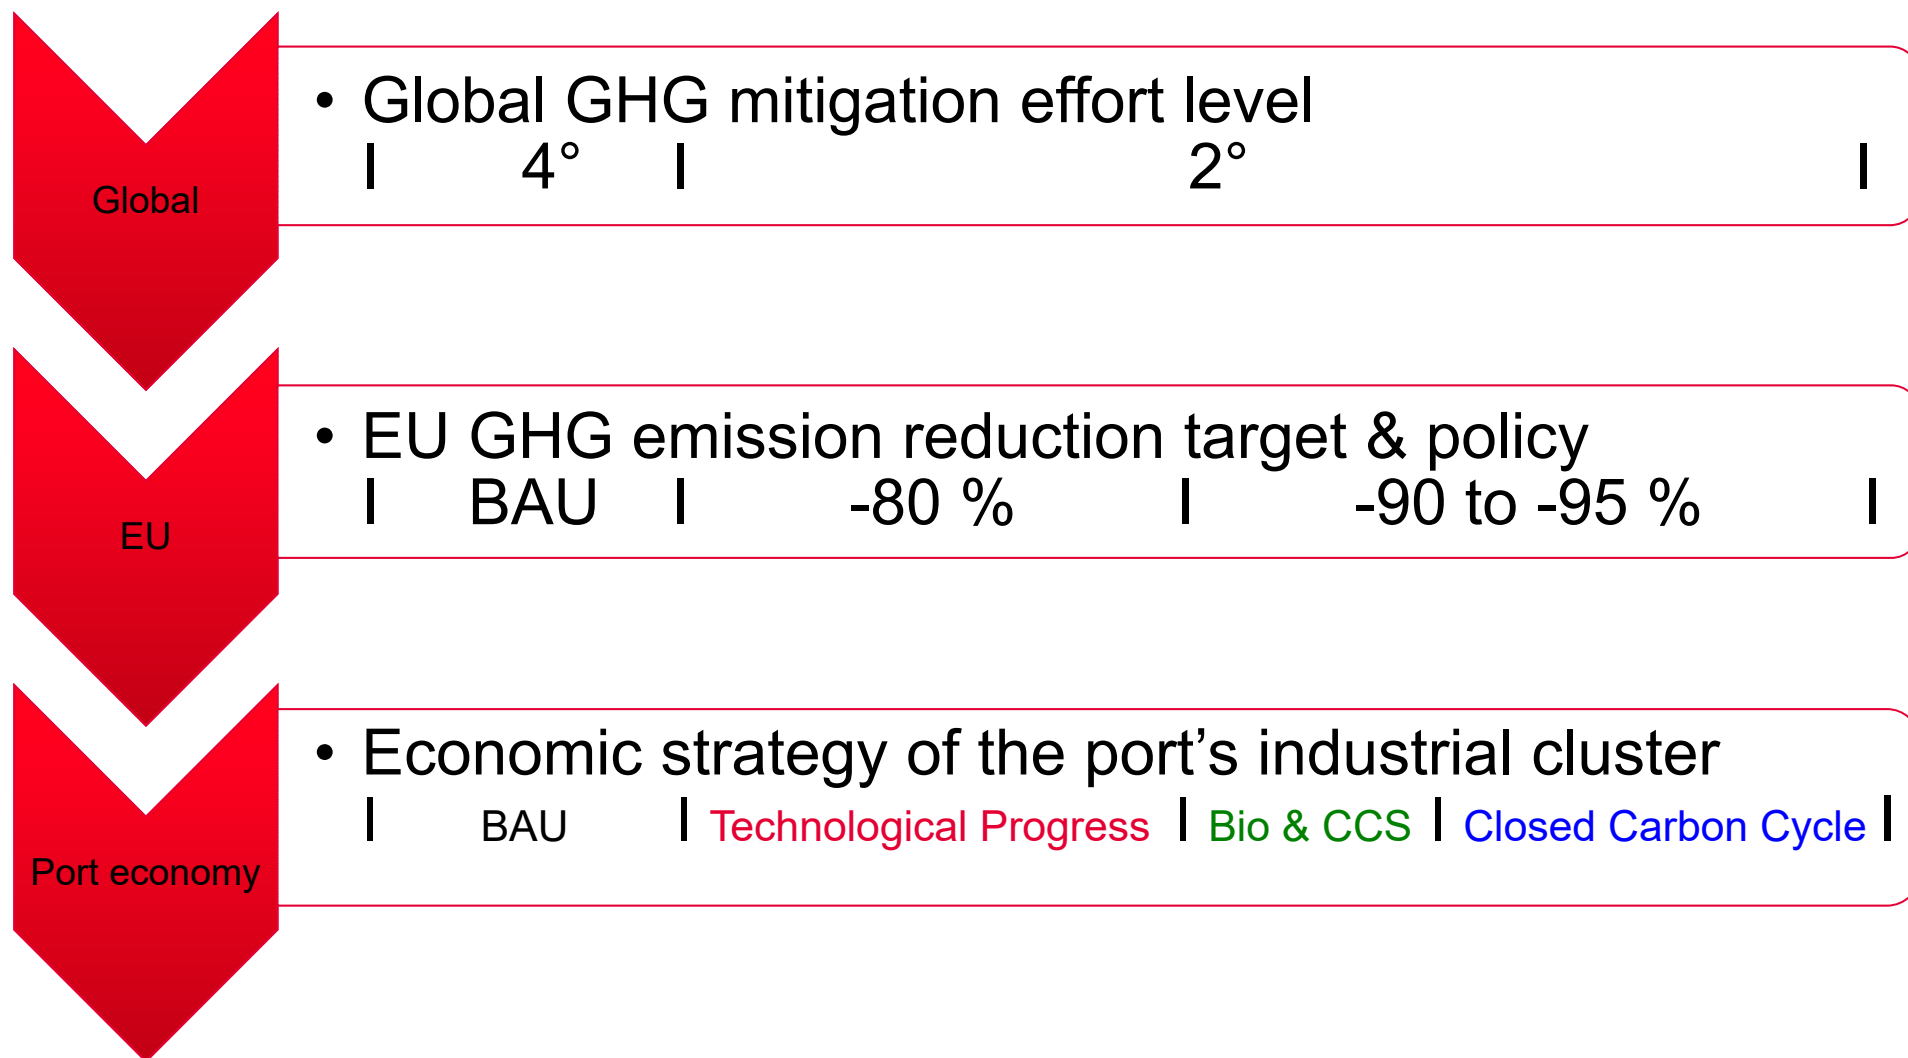 Global
• Global GHG mitigation effort level
I 4° I 2° I
EU
• EU GHG emission reduction target & policy
I BAU I -80 % I -90 to -95 % I
Port economy
• Economic strategy of the port’s industrial cluster
I BAU I Technological Progress I Bio & CCS I Closed Carbon Cycle I